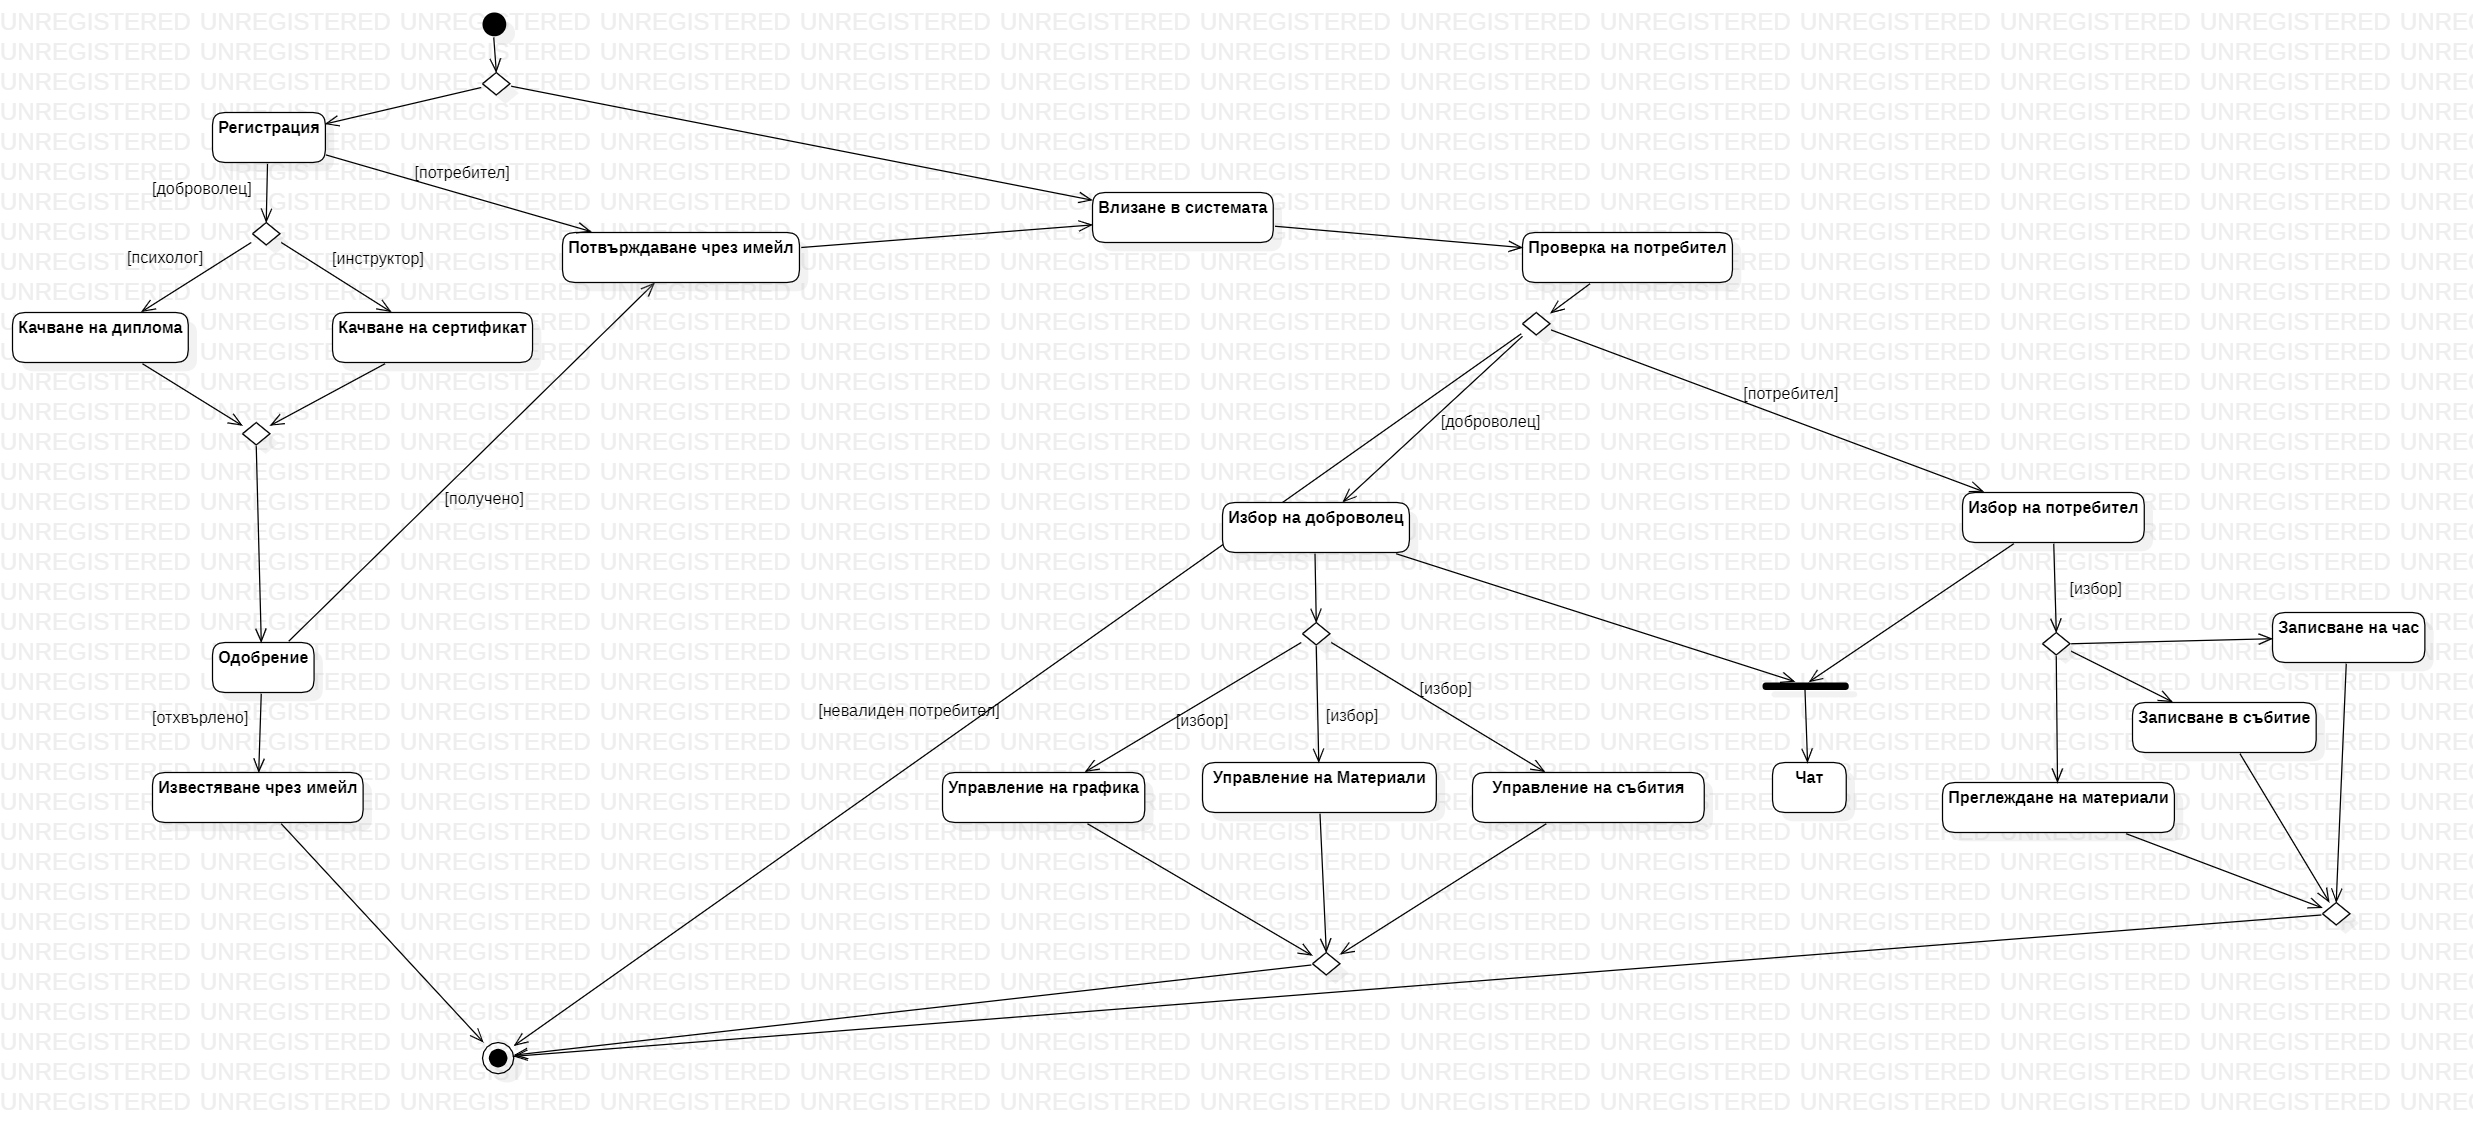 Регистрация
[доброволец]
[потребител]
Влизане в системата
Потвърждаване чрез имейл
Проверка на потребител
[психолог]
[инструктор]
Качване на диплома
Качване на сертификат
[потребител]
[доброволец]
[получено]
Избор на доброволец
Избор на потребител
[избор]
Записване на час
Одобрение
[отхвърлено]
[невалиден потребител]
[избор]
[избор]
[избор]
Записване в събитие
Известяване чрез имейл
Управление на графика
Управление на Материали
Управление на събития
Чат
Преглеждане на материали
UNREGISTERED